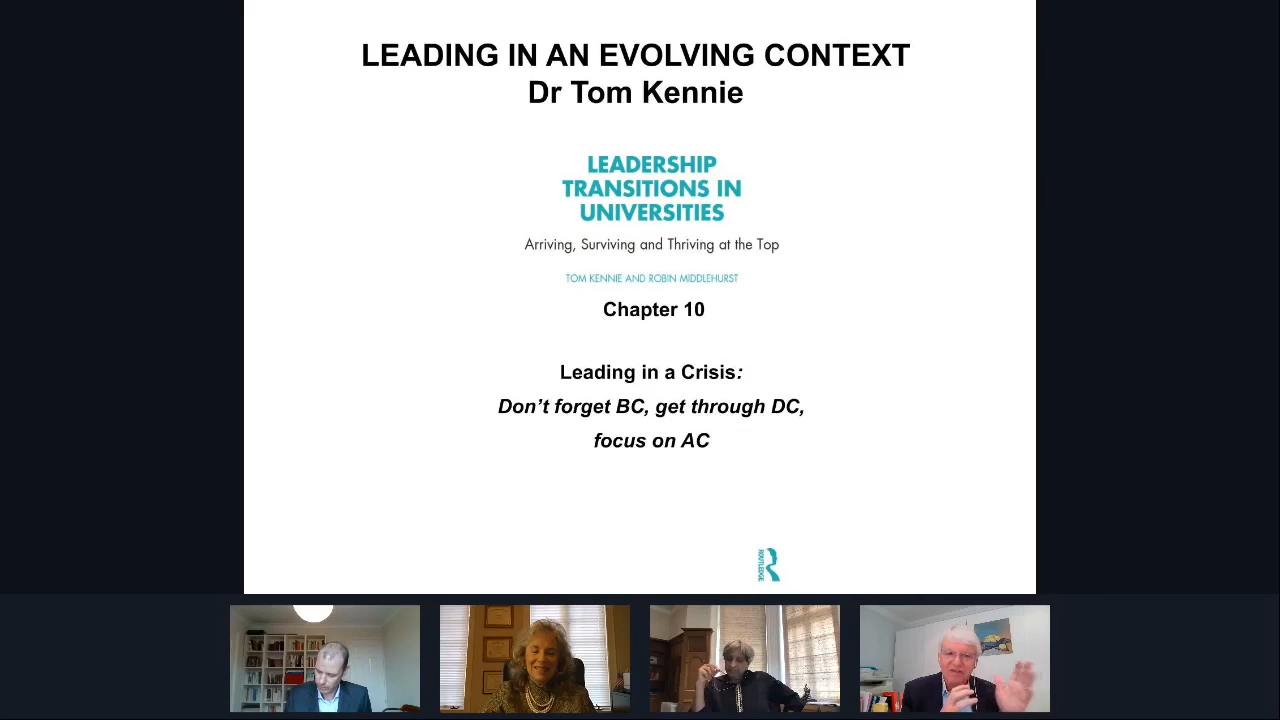 LEADING IN AN EVOLVING CONTEXT
Dr Tom Kennie
LEADERSHIP
TRANSITIONS IN
UNIVERSITIES
Arriving, Surviving and Thriving at the Top
TOM KENNIE AND ROBIN MIDDLEHURST
Chapter 10
Leading in a Crisis:
Don’t forget BC, get through DC,
focus on AC
ROUTLEDGE